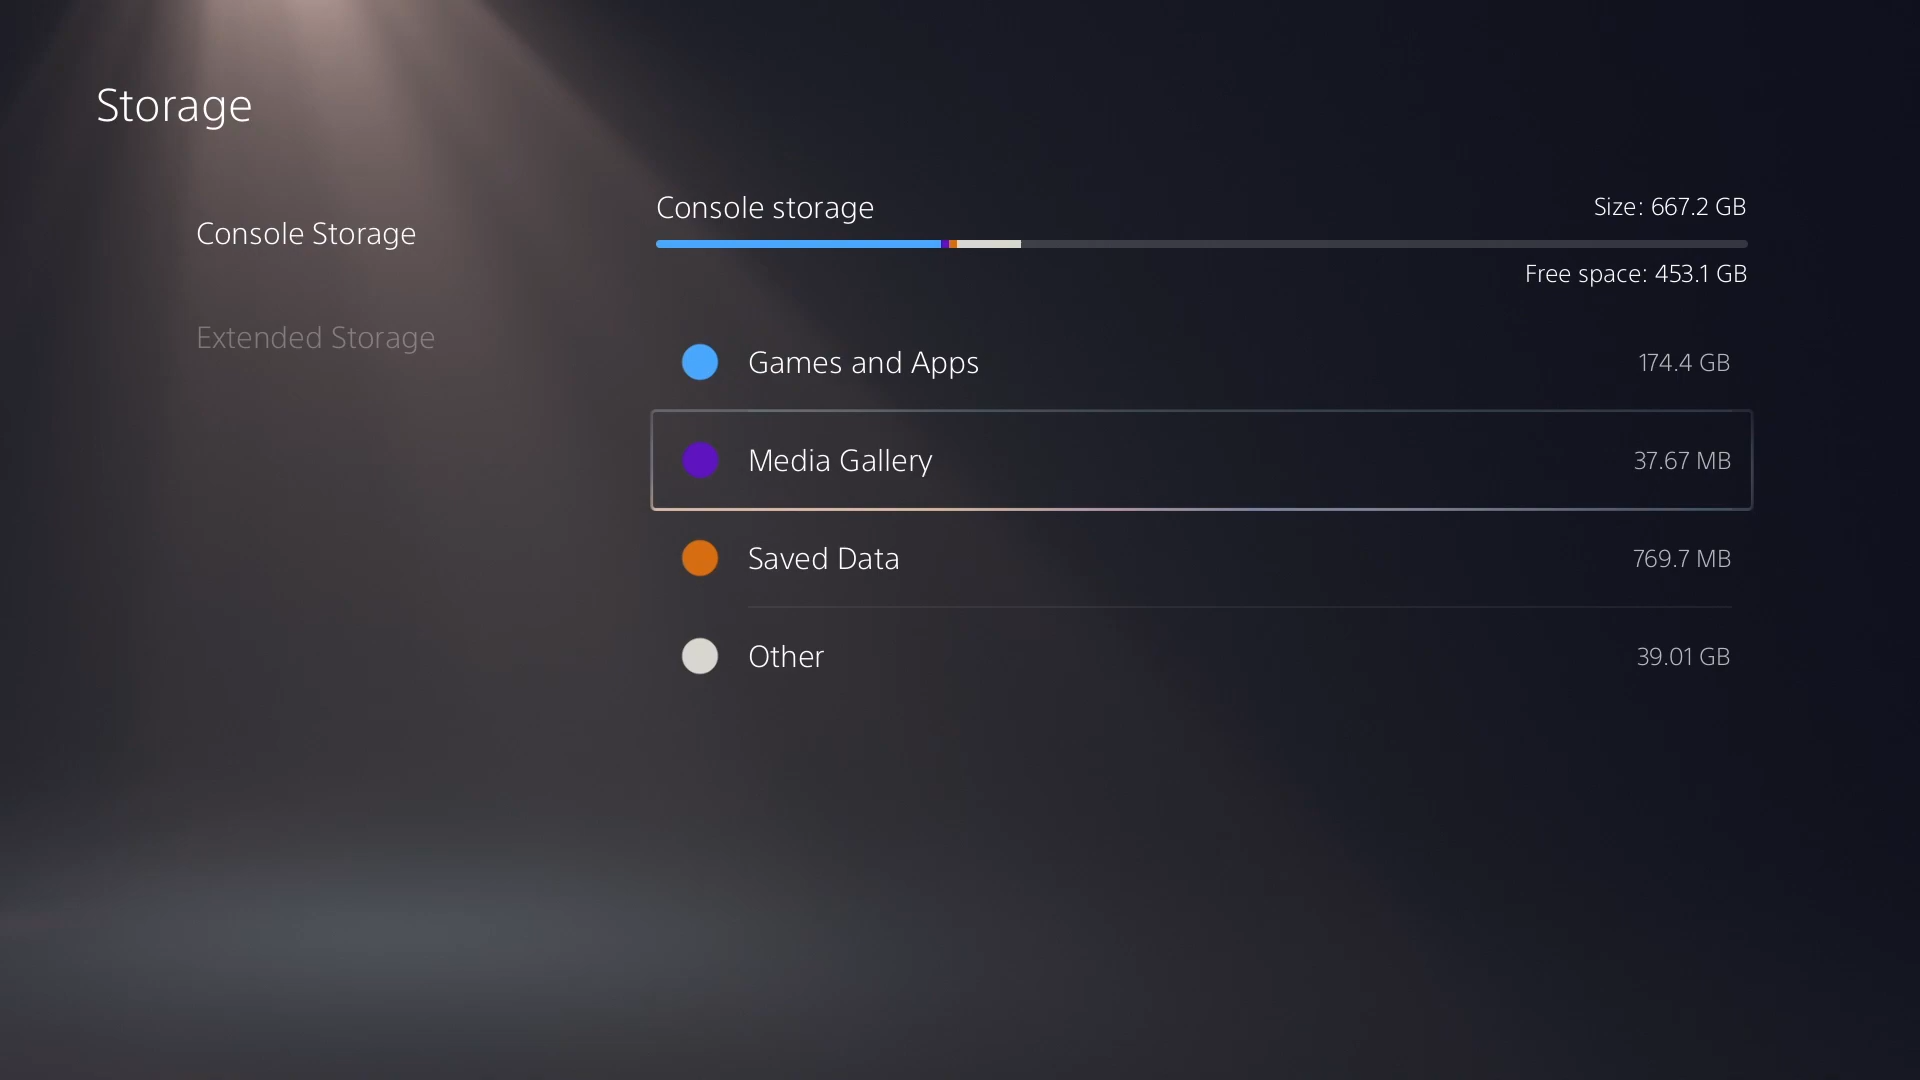 Storage
Console Storage
Extended Storage
Console storage
Size: 667.2 GB
Free space: 453.1 GB
Games and Apps
174.4 GB
Media Gallery
37.67 MB
Saved Data
769.7 MB
Other
39.01 GB